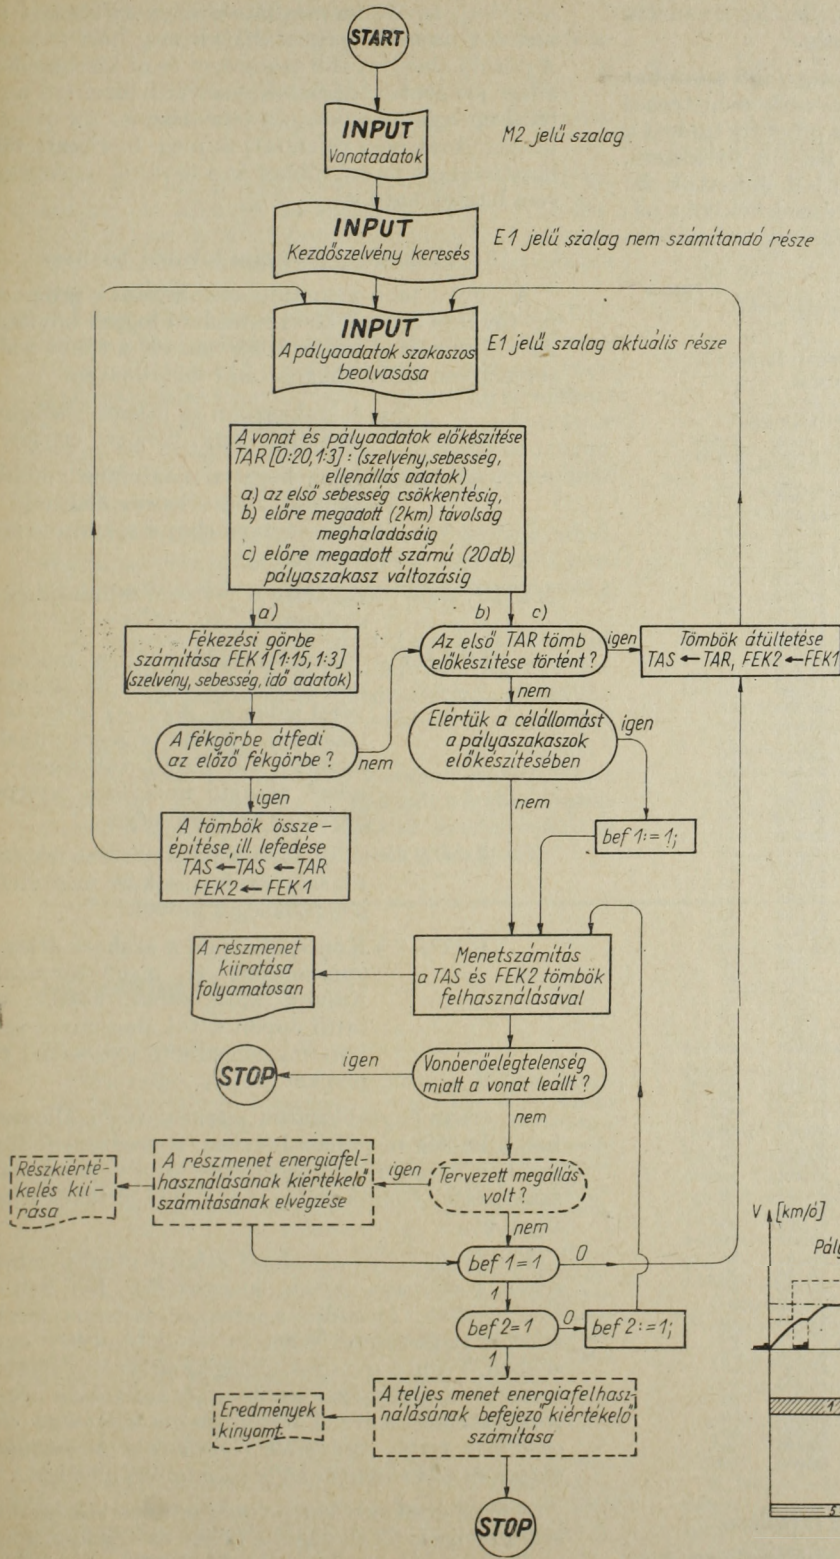 START
INPUT
Vonatadatok
M2 jelű szalag
INPUT
Kezdőszelvény keresés
E1 jelű szalag nem számítandó része
INPUT
A pályaadatok szakaszos
beolvasása
E1 jelű szalag aktuális része
A vonat és pályaadatok előkészítése
TAR [0:20,1:3]: (szelvény, sebesség,
ellenállás adatok)
a) az első sebesség csökkentésig,
b) előre megadott (2km) távolság
meghaladásáig
c) előre megadott számú (20db)
pályaszakasz változásig
a)
b)
c)
Fékezési görbe
számítása FEK1[1:15, 1:3]
(szelvény, sebesség, idő adatok)
Az első TAR tömb
előkészítése történt?
igen
Tömbök átültetése
TAS ← TAR, FEK2 ← FEK1
nem
A fékgörbe átfedi
az előző fékgörbe?
nem
Elértük a célállomást
a pályaszakaszok
előkészítésében
igen
igen
nem
A tömbök össze-
építése, ill. lefedése
TAS ← TAS ← TAR
FEK2 ← FEK1
bef 1:= 1;
A részmenet
kiíratása
folyamatosan
Menetszámítás
a TAS és FEK2 tömbök
felhasználásával
STOP
igen
Vonóerőelégtelenség
miatt a vonat leállt?
nem
Részkiérté-
kelés kií-
rása
A részmenet energiafel-
használásának kiértékelő
számításának elvégzése
igen
Tervezett megállás
volt?
nem
V [km/ó]
Pál
bef 1= 1
0
1
bef 2= 1
0
bef 2:= 1;
1
1
Eredmények
kinyomt.
A teljes menet energiafelhasz-
nálásának befejező kiértékelő
számítása
5
STOP